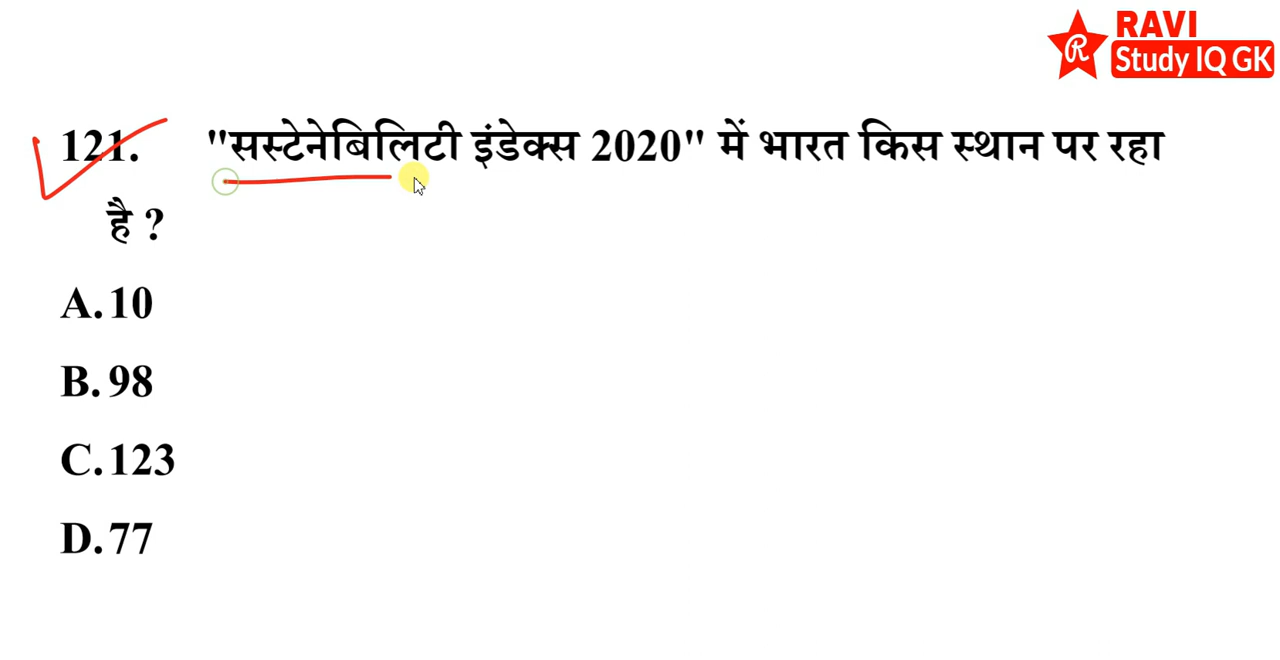 RAVI
R Study IQ GK
121. "सस्टेनेबिलिटी इंडेक्स 2020" में भारत किस स्थान पर रहा
है ?
A. 10
B. 98
C. 123
D. 77